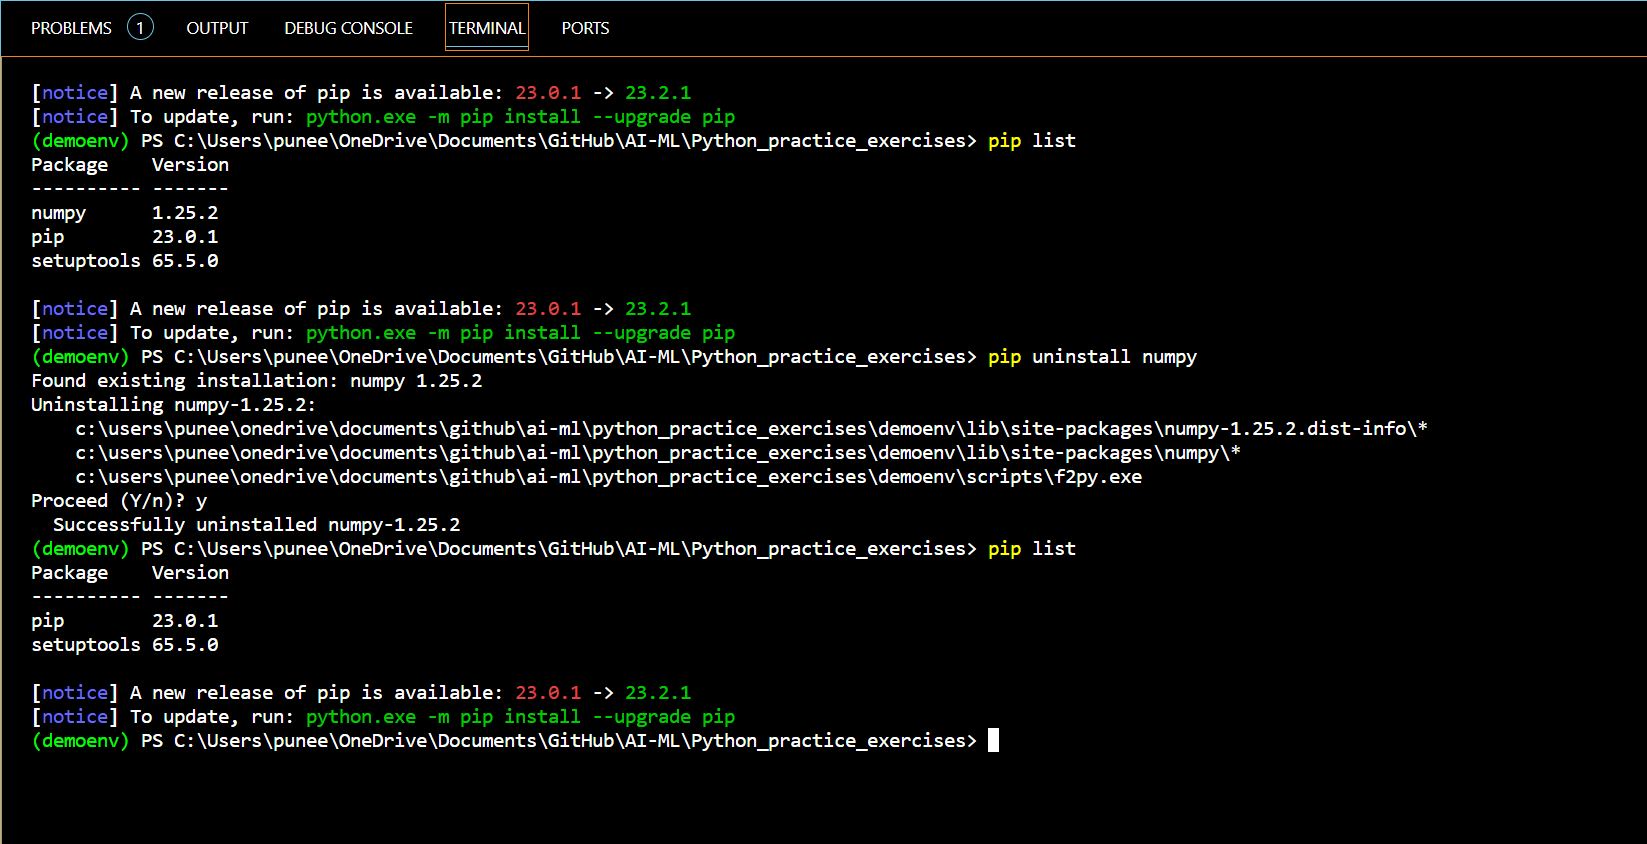 PROBLEMS 1 OUTPUT DEBUG CONSOLE TERMINAL PORTS
[notice] A new release of pip is available: 23.0.1 -> 23.2.1
[notice] To update, run: python.exe -m pip install --upgrade pip
(demoenv) PS C:\Users\punee\OneDrive\Documents\GitHub\AI-ML\Python_practice_exercises> pip list
Package    Version
---------- -------
numpy      1.25.2
pip        23.0.1
setuptools 65.5.0
[notice] A new release of pip is available: 23.0.1 -> 23.2.1
[notice] To update, run: python.exe -m pip install --upgrade pip
(demoenv) PS C:\Users\punee\OneDrive\Documents\GitHub\AI-ML\Python_practice_exercises> pip uninstall numpy
Found existing installation: numpy 1.25.2
Uninstalling numpy-1.25.2:
    c:\users\punee\onedrive\documents\github\ai-ml\python_practice_exercises\demoenv\lib\site-packages\numpy-1.25.2.dist-info\*
    c:\users\punee\onedrive\documents\github\ai-ml\python_practice_exercises\demoenv\lib\site-packages\numpy\*
    c:\users\punee\onedrive\documents\github\ai-ml\python_practice_exercises\demoenv\scripts\f2py.exe
Proceed (Y/n)? y
  Successfully uninstalled numpy-1.25.2
(demoenv) PS C:\Users\punee\OneDrive\Documents\GitHub\AI-ML\Python_practice_exercises> pip list
Package    Version
---------- -------
pip        23.0.1
setuptools 65.5.0
[notice] A new release of pip is available: 23.0.1 -> 23.2.1
[notice] To update, run: python.exe -m pip install --upgrade pip
(demoenv) PS C:\Users\punee\OneDrive\Documents\GitHub\AI-ML\Python_practice_exercises>